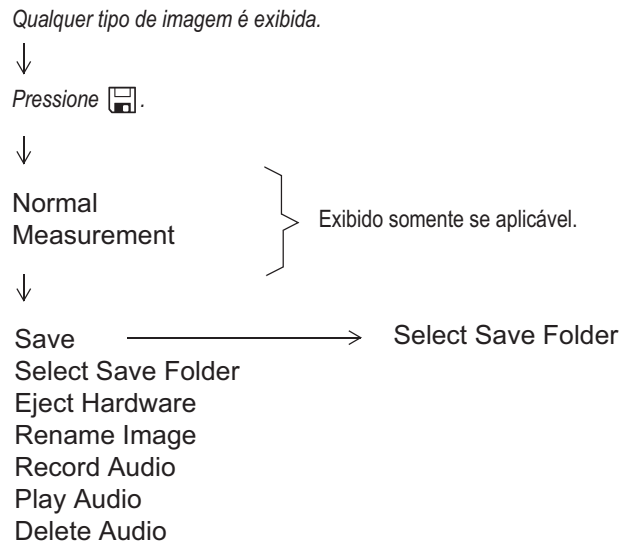 Qualquer tipo de imagem é exibida.
Pressione .
Normal
Measurement
Exibido somente se aplicável.
Save
Select Save Folder
Select Save Folder
Eject Hardware
Rename Image
Record Audio
Play Audio
Delete Audio